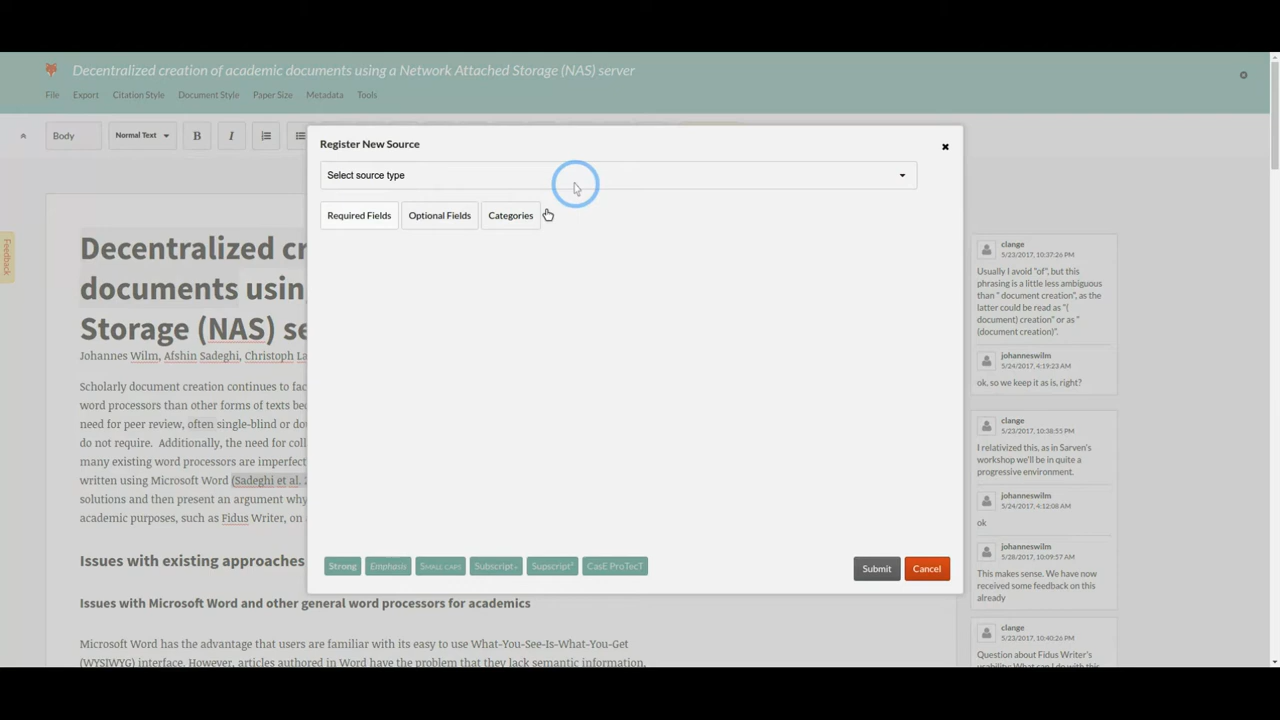 Decentralized creation of academic documents using a Network Attached Storage (NAS) server
File Export Citation Style Document Style Paper Size Metadata Tools
Body Normal Text B I
Register New Source
Select source type
Required Fields Optional Fields Categories
Strong Emphasis SMALL CAPS Subscript₊ Supscript² CasE ProTecT
Submit Cancel
Feedback
Decentralized cr
documents usin
Storage (NAS) se
Johannes Wilm, Afshin Sadeghi, Christoph La
Scholarly document creation continues to fac
word processors than other forms of texts bec
need for peer review, often single-blind or do
do not require. Additionally, the need for coll
many existing word processors are imperfect
written using Microsoft Word (Sadeghi et al. 2
solutions and then present an argument why
academic purposes, such as Fidus Writer, on
Issues with existing approaches
Issues with Microsoft Word and other general word processors for academics
Microsoft Word has the advantage that users are familiar with its easy to use What-You-See-Is-What-You-Get
(WYSIWYG) interface. However, articles authored in Word have the problem that they lack semantic information,
clange
5/23/2017, 10:37:26 PM
Usually I avoid "of", but this
phrasing is a little less ambiguous
than " document creation", as the
latter could be read as "(
document) creation" or as "
(document creation)".
johanneswilm
5/24/2017, 4:19:23 AM
ok, so we keep it as is, right?
clange
5/23/2017, 10:38:55 PM
I relativized this, as in Sarven's
workshop we'll be in quite a
progressive environment.
johanneswilm
5/24/2017, 4:12:08 AM
ok
johanneswilm
5/28/2017, 10:09:57 AM
This makes sense. We have now
received some feedback on this
already
clange
5/23/2017, 10:40:26 PM
Question about Fidus Writer's
usability: What can I do with this